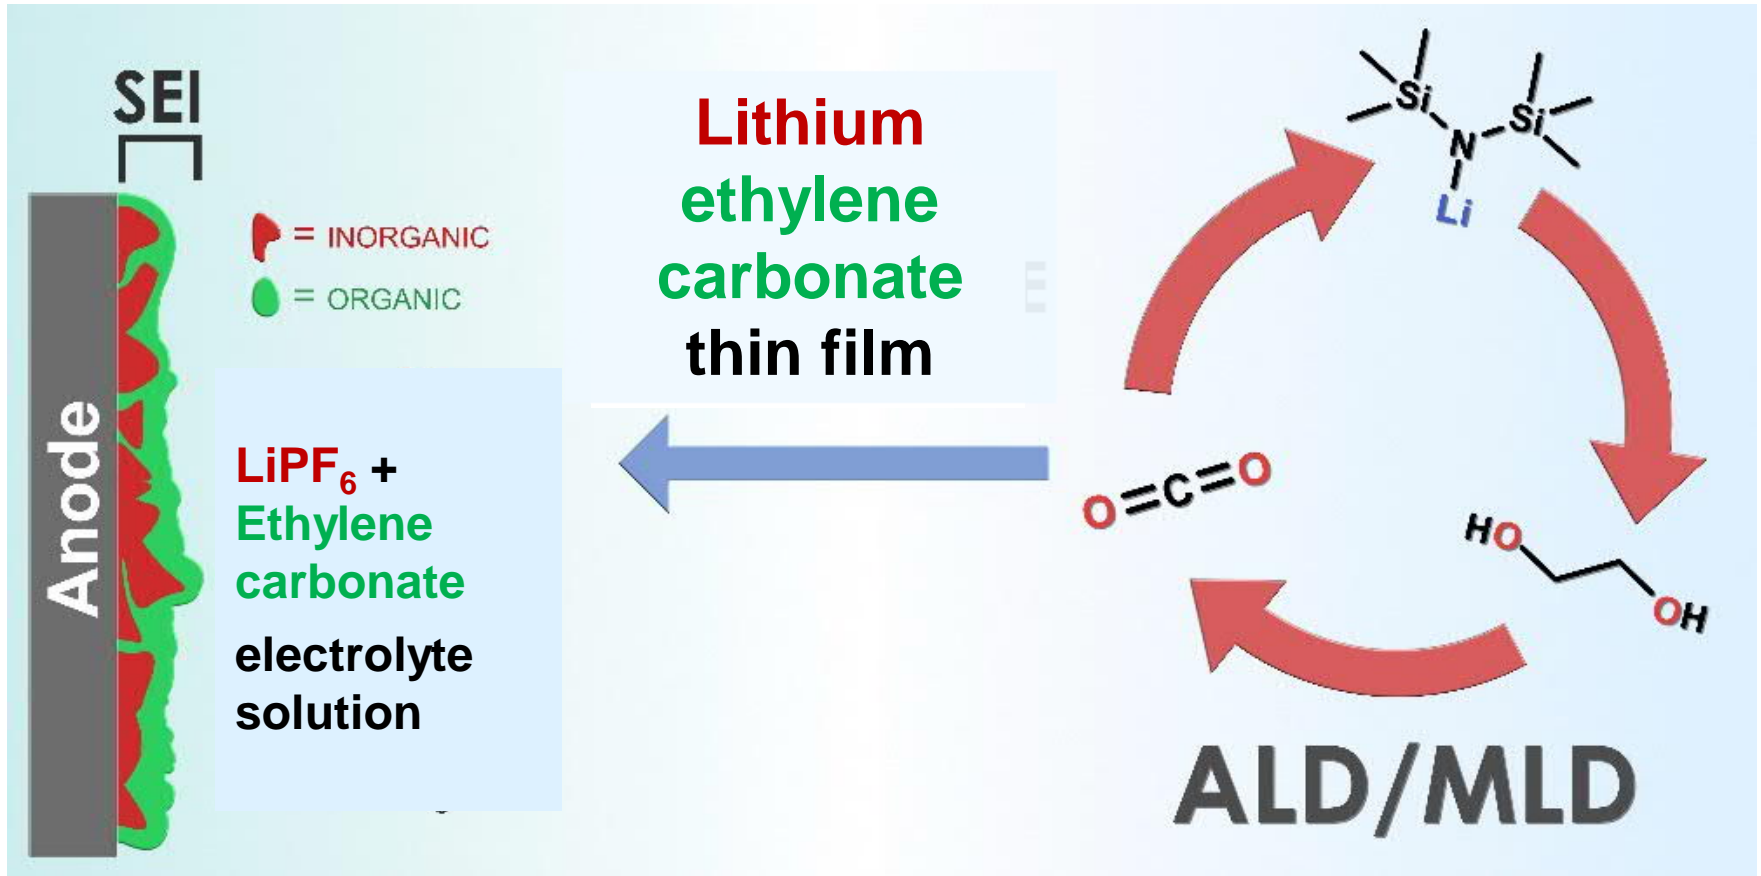 SEI
= INORGANIC
= ORGANIC
Anode
LiPF₆ +
Ethylene
carbonate
electrolyte
solution
Lithium
ethylene
carbonate
thin film
Si
Si
N
Li
O=C=O
HO
OH
ALD/MLD